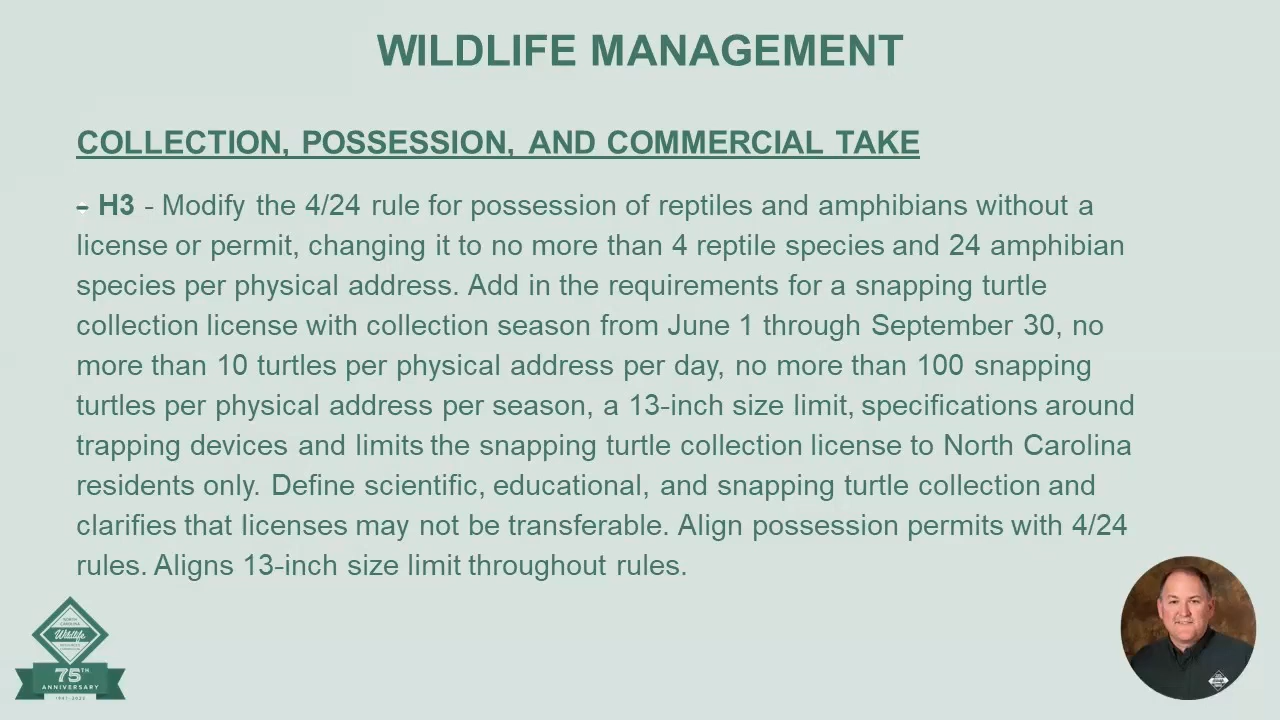 WILDLIFE MANAGEMENT
COLLECTION, POSSESSION, AND COMMERCIAL TAKE
– H3 - Modify the 4/24 rule for possession of reptiles and amphibians without a
license or permit, changing it to no more than 4 reptile species and 24 amphibian
species per physical address. Add in the requirements for a snapping turtle
collection license with collection season from June 1 through September 30, no
more than 10 turtles per physical address per day, no more than 100 snapping
turtles per physical address per season, a 13-inch size limit, specifications around
trapping devices and limits the snapping turtle collection license to North Carolina
residents only. Define scientific, educational, and snapping turtle collection and
clarifies that licenses may not be transferable. Align possession permits with 4/24
rules. Aligns 13-inch size limit throughout rules.
NORTH
CAROLINA
Wildlife
75TH
ANNIVERSARY